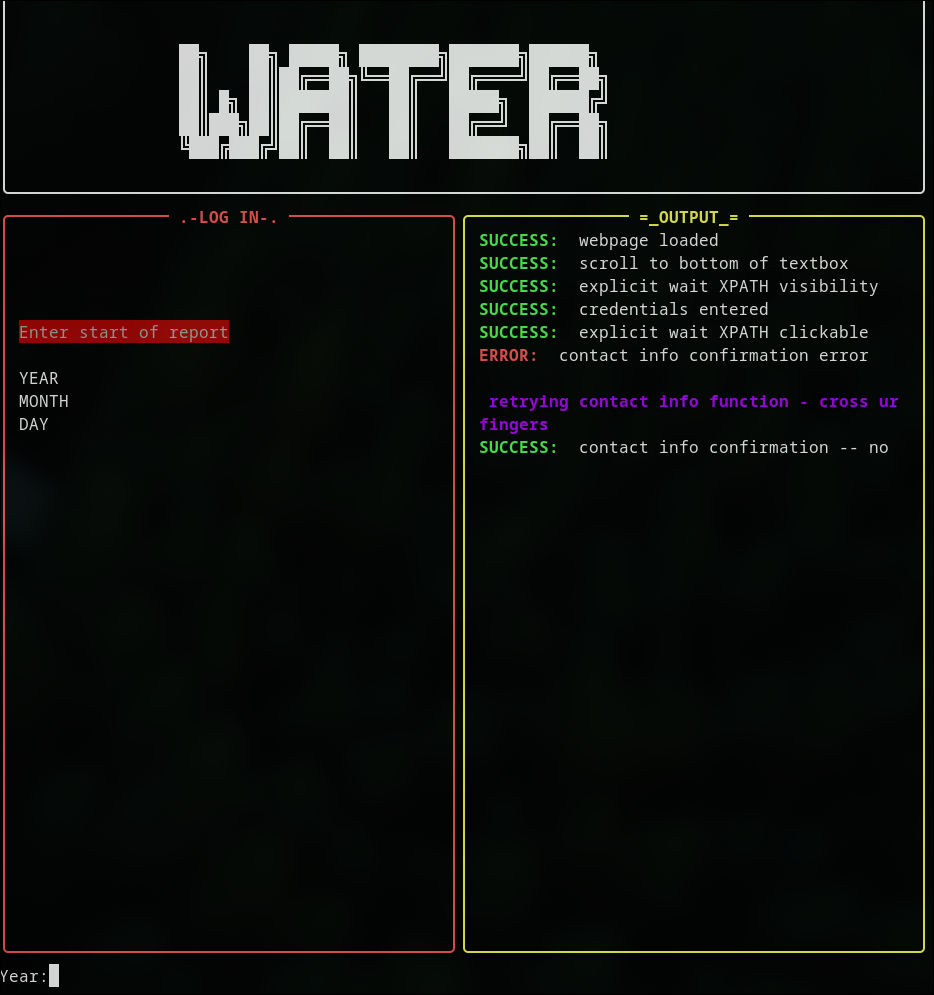 WATER
.-LOG IN-.
Enter start of report
YEAR
MONTH
DAY
=_OUTPUT_=
SUCCESS:  webpage loaded
SUCCESS:  scroll to bottom of textbox
SUCCESS:  explicit wait XPATH visibility
SUCCESS:  credentials entered
SUCCESS:  explicit wait XPATH clickable
ERROR:  contact info confirmation error
retrying contact info function - cross ur
fingers
SUCCESS:  contact info confirmation -- no
Year: